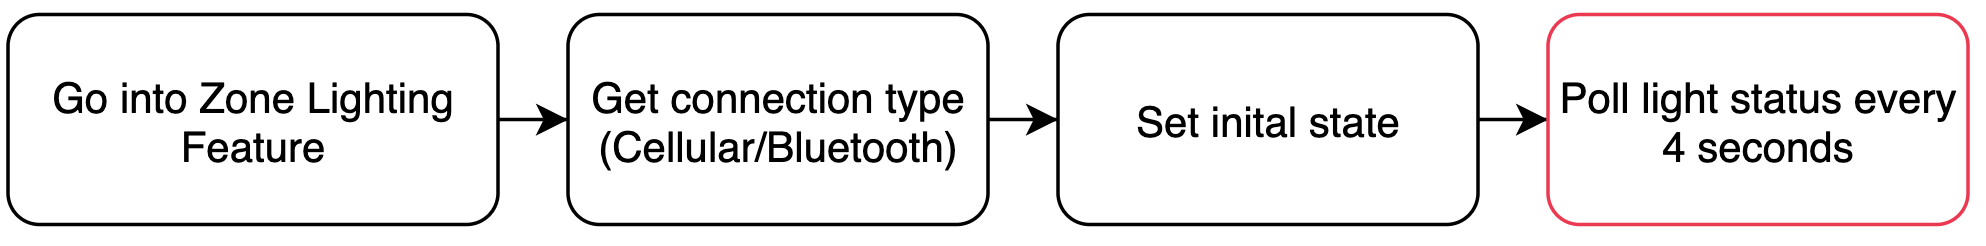 Go into Zone Lighting
Feature
Get connection type
(Cellular/Bluetooth)
Set inital state
Poll light status every
4 seconds